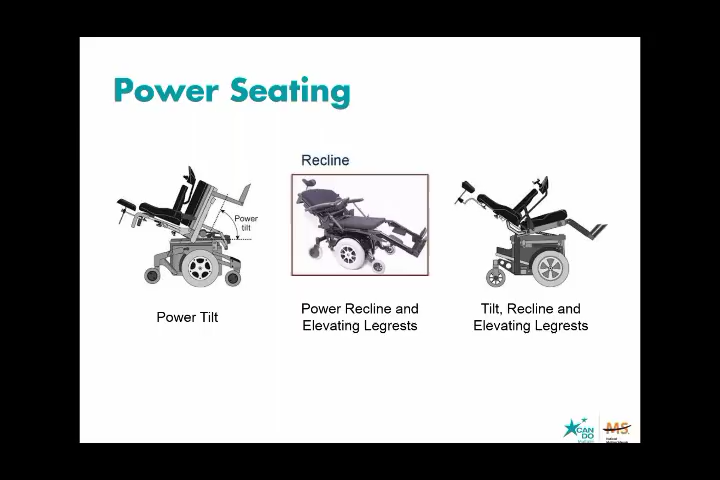 Power Seating
Recline
Power
tilt
Power Tilt
Power Recline and
Elevating Legrests
Tilt, Recline and
Elevating Legrests
CAN
DO
MS